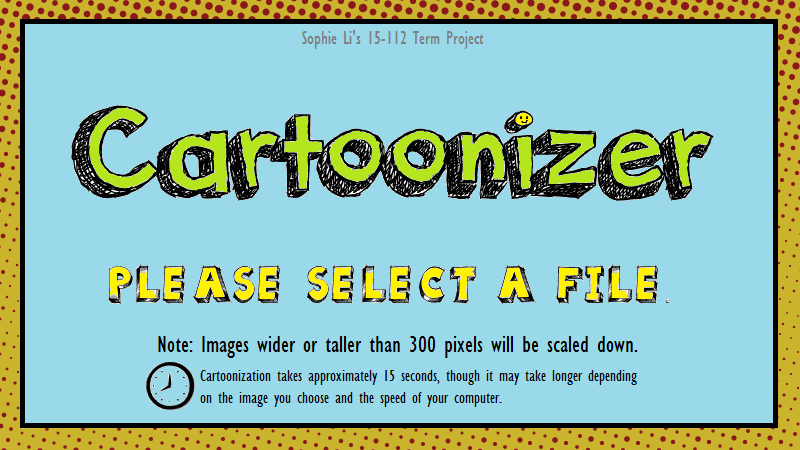 Sophie Li's 15-112 Term Project
Cartoonizer
PLEASE SELECT A FILE.
Note: Images wider or taller than 300 pixels will be scaled down.
Cartoonization takes approximately 15 seconds, though it may take longer depending
on the image you choose and the speed of your computer.